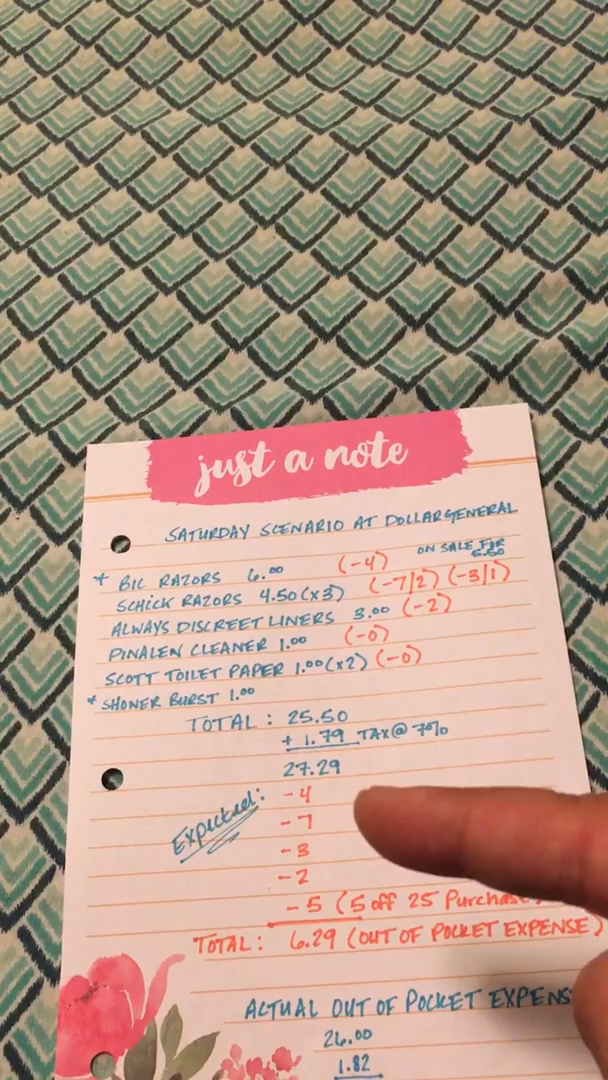 just a note
SATURDAY SCENARIO AT DOLLARGENERAL
* BIC RAZORS 6.00 (-4) ON SALE FOR 5.50
SCHICK RAZORS 4.50 (x3) (-7/2) (-3/1)
ALWAYS DISCREET LINERS 3.00 (-2)
PINALEN CLEANER 1.00 (-0)
SCOTT TOILET PAPER 1.00 (x2) (-0)
* SHOWER BURST 1.00
TOTAL: 25.50
+ 1.79 TAX@ 7%
27.29
Expected: -4
-7
-3
-2
-5 (5 off 25 Purchase)
TOTAL: 6.29 (OUT OF POCKET EXPENSE)
ACTUAL OUT OF POCKET EXPENS
26.00
1.82